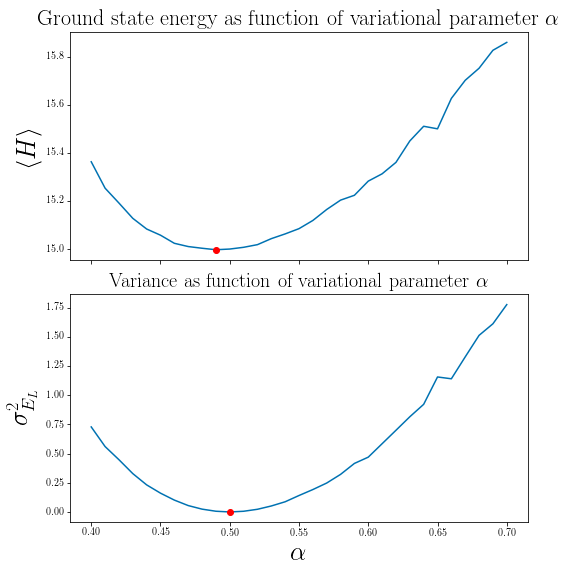 Ground state energy as function of variational parameter α
15.8
15.6
15.4
15.2
15.0
⟨H⟩
Variance as function of variational parameter α
1.75
1.50
1.25
1.00
0.75
0.50
0.25
0.00
σ²_{E_L}
0.40 0.45 0.50 0.55 0.60 0.65 0.70
α